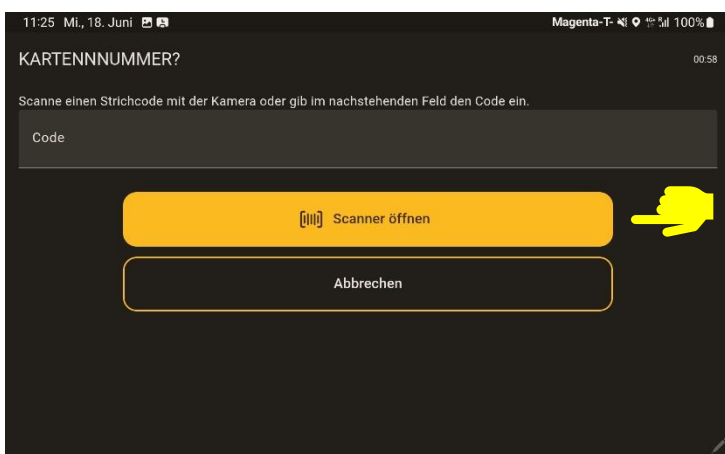 11:25 Mi., 18. Juni Magenta-T- 100%
KARTENNNUMMER? 00:58
Scanne einen Strichcode mit der Kamera oder gib im nachstehenden Feld den Code ein.
Code
Scanner öffnen
Abbrechen